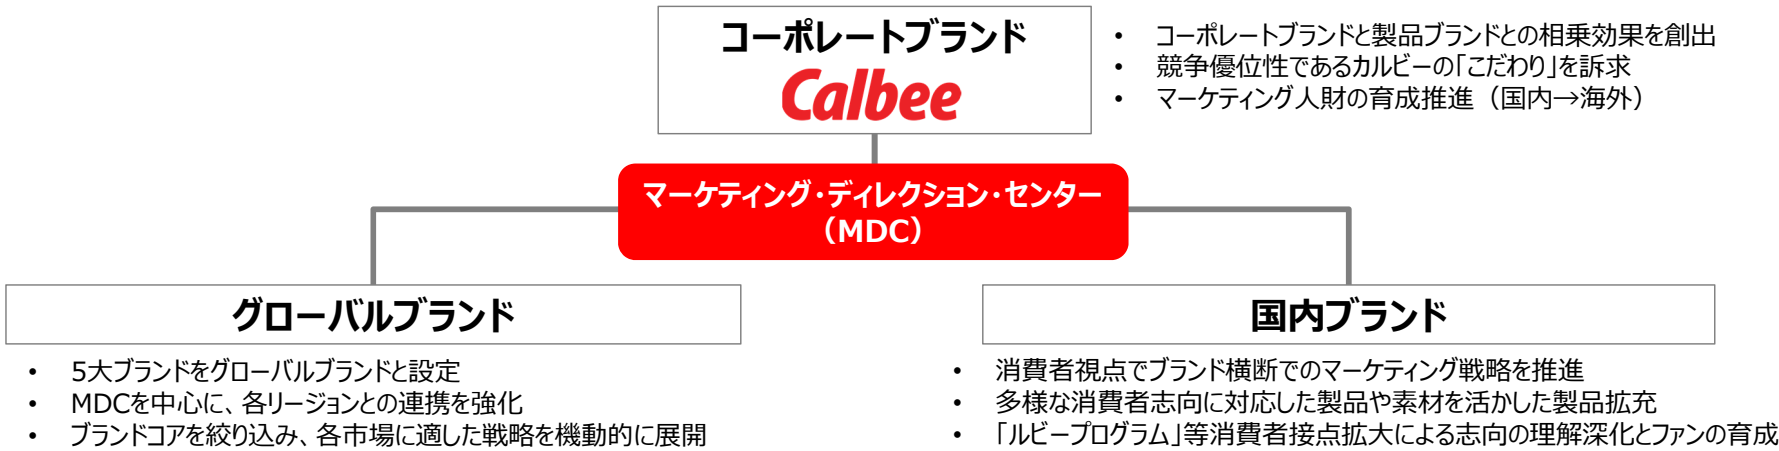 コーポレートブランド
Calbee
• コーポレートブランドと製品ブランドとの相乗効果を創出
• 競争優位性であるカルビーの「こだわり」を訴求
• マーケティング人財の育成推進（国内→海外）
マーケティング・ディレクション・センター
（MDC）
グローバルブランド
• 5大ブランドをグローバルブランドと設定
• MDCを中心に、各リージョンとの連携を強化
• ブランドコアを絞り込み、各市場に適した戦略を機動的に展開
国内ブランド
• 消費者視点でブランド横断でのマーケティング戦略を推進
• 多様な消費者志向に対応した製品や素材を活かした製品拡充
• 「ルビープログラム」等消費者接点拡大による志向の理解深化とファンの育成